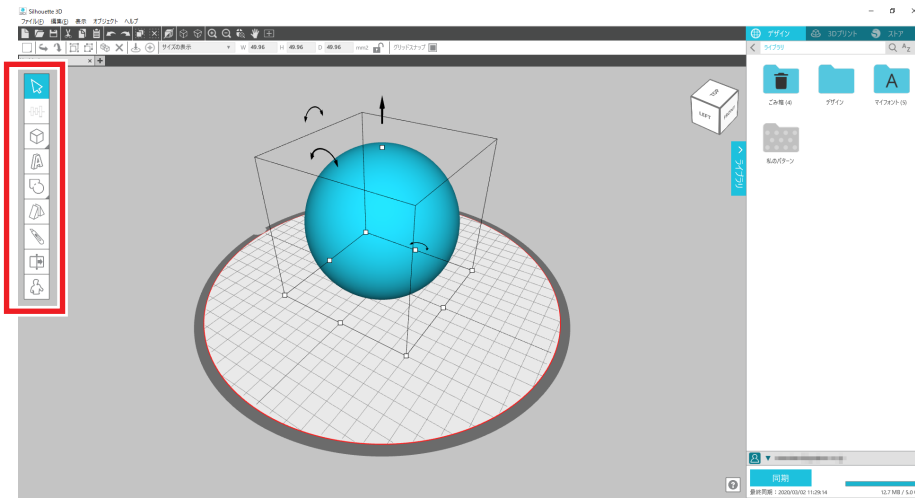 Silhouette 3D
ファイル(F) 編集(E) 表示 オブジェクト ヘルプ
サイズの表示 W 49.96 H 49.96 D 49.96 mm2 グリッドスナップ
デザイン 3Dプリント ストア
ライブラリ
ごみ箱 (4) デザイン マイフォント (5)
私のパターン
TOP
LEFT FRONT
ライブラリ
同期
最終同期 : 2020/03/02 11:29:14 12.7 MB / 5.0